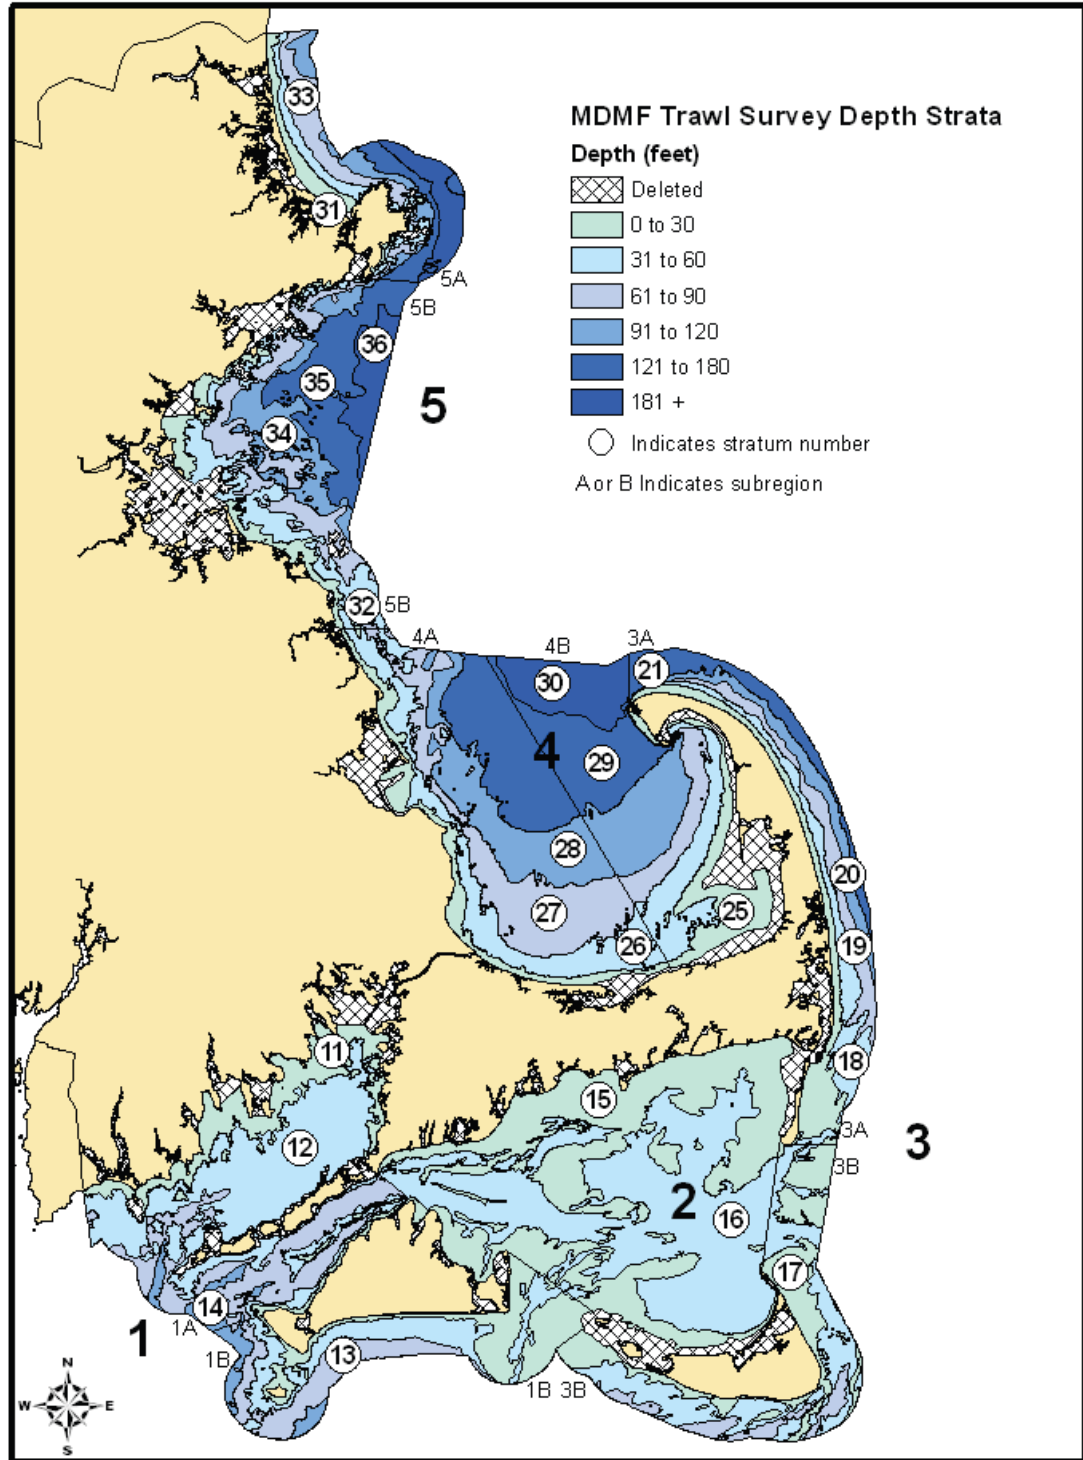 33
MDMF Trawl Survey Depth Strata
Depth (feet)
Deleted
0 to 30
31 to 60
61 to 90
91 to 120
121 to 180
181 +
Indicates stratum number
A or B Indicates subregion
31
5A
5B
36
35
5
34
32
5B
4A
4B
3A
21
30
4
29
28
20
27
25
26
19
11
18
15
12
3A
3
3B
2
16
17
14
1
1A
13
1B
1B
3B
N
W
E
S